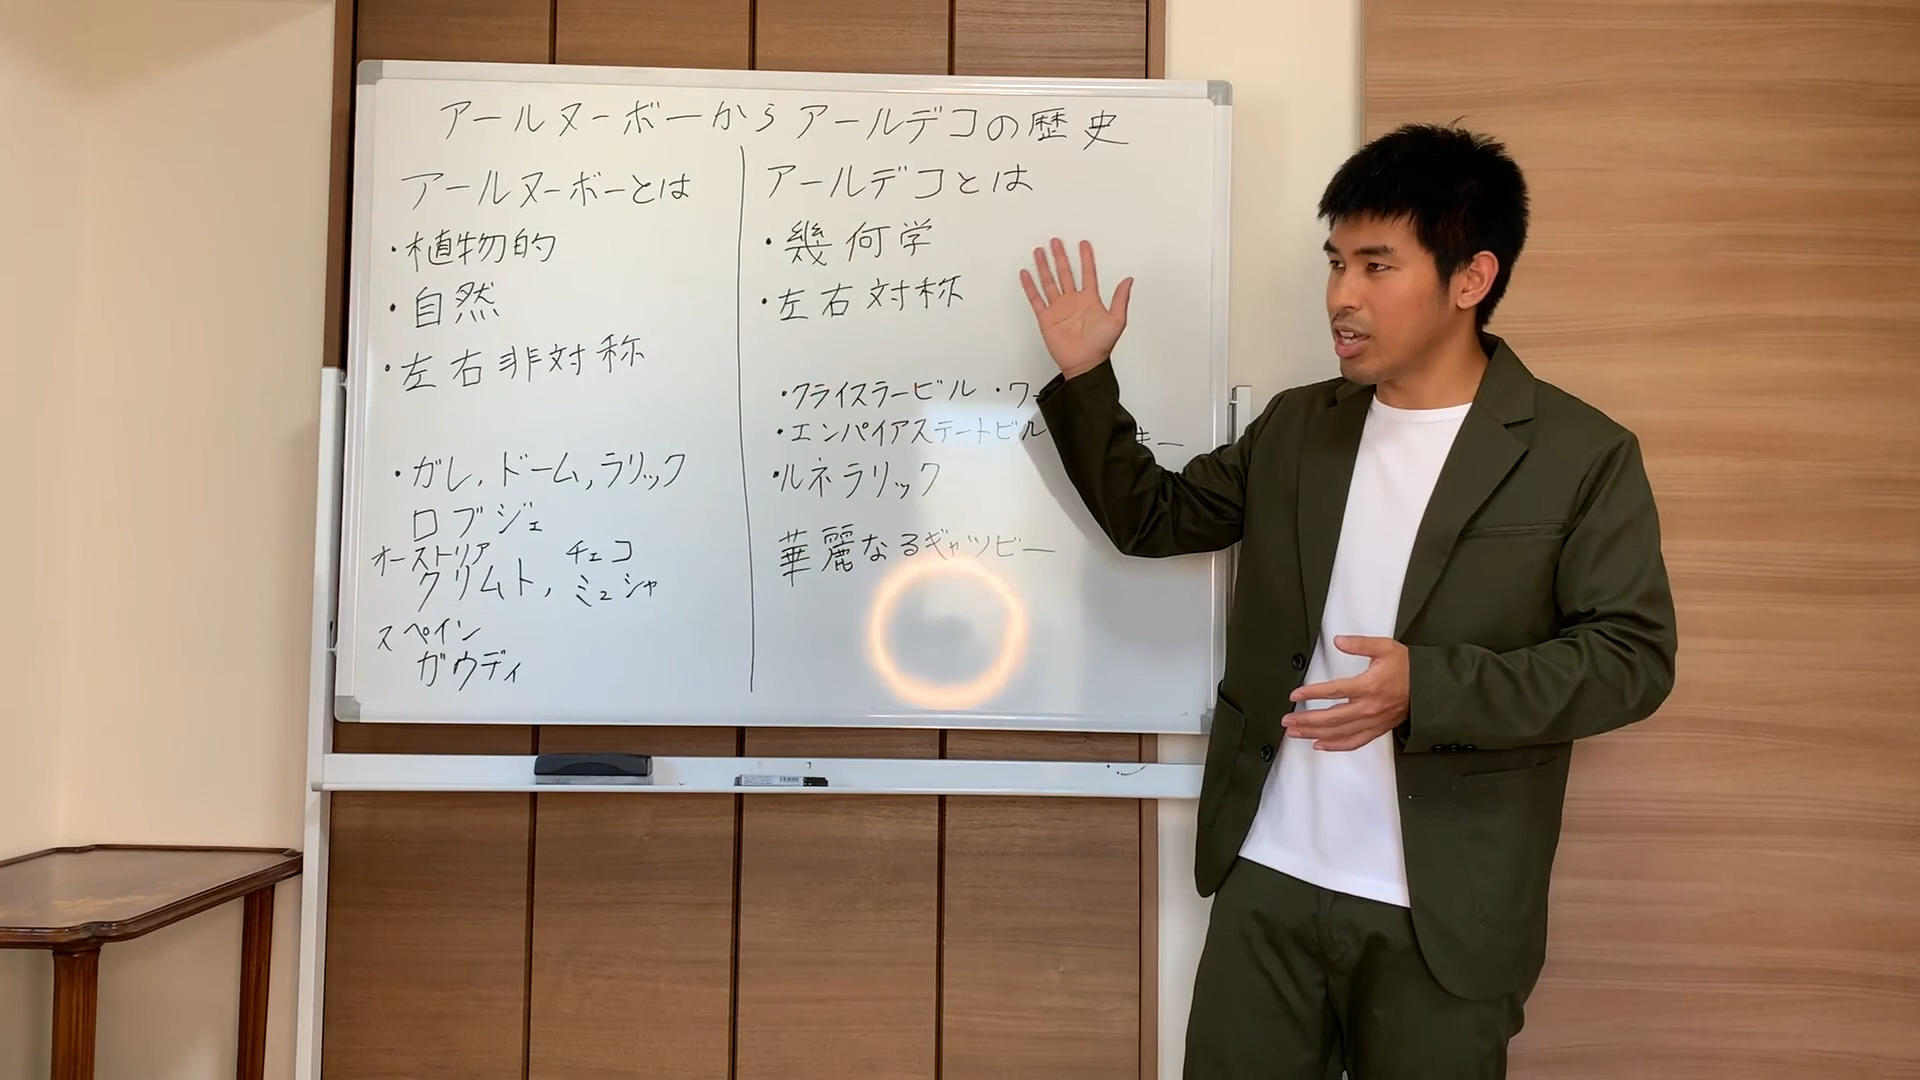 アールヌーボーから アールデコの歴史
アールヌーボーとは
・植物的
・自然
・左右非対称
・ガレ,ドーム,ラリック
ロブジェ
オーストリア チェコ
クリムト, ミュシャ
スペイン
ガウディ
アールデコとは
・幾何学
・左右対称
・クライスラービル ・ワー
・エンパイアステートビル キー
・ルネラリック
華麗なるギャツビー